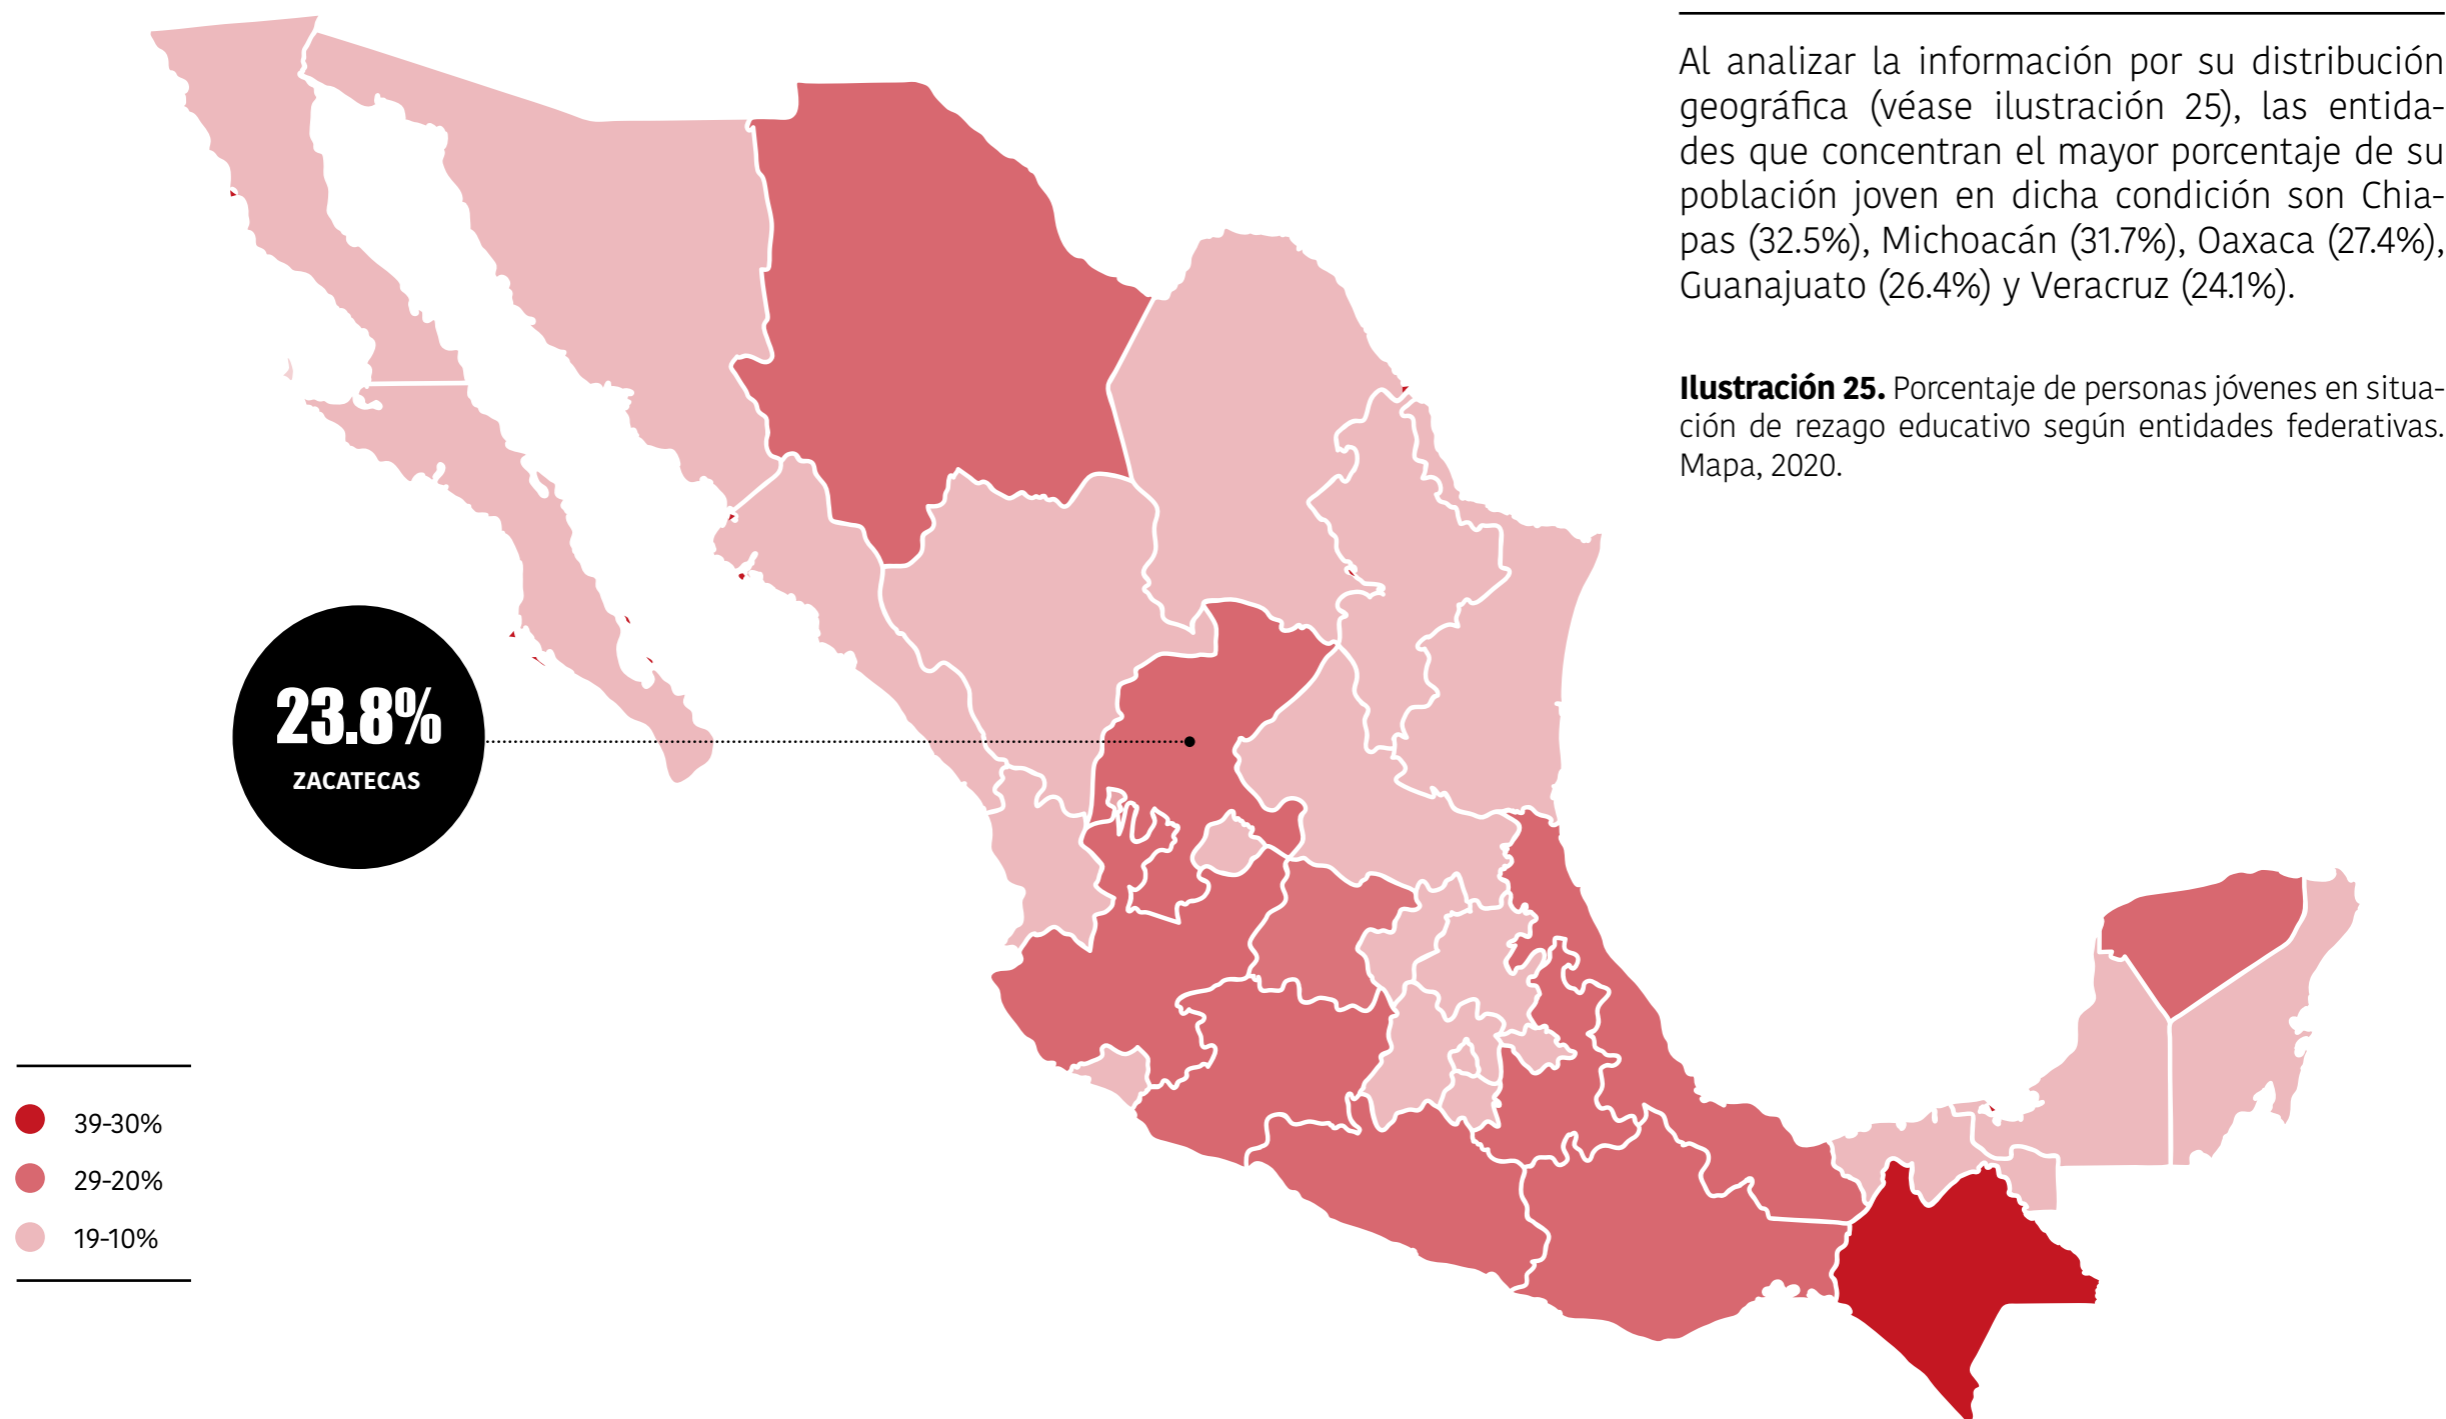 Al analizar la información por su distribución
geográfica (véase ilustración 25), las entida-
des que concentran el mayor porcentaje de su
población joven en dicha condición son Chia-
pas (32.5%), Michoacán (31.7%), Oaxaca (27.4%),
Guanajuato (26.4%) y Veracruz (24.1%).
Ilustración 25. Porcentaje de personas jóvenes en situa-
ción de rezago educativo según entidades federativas.
Mapa, 2020.
23.8%
ZACATECAS
39-30%
29-20%
19-10%